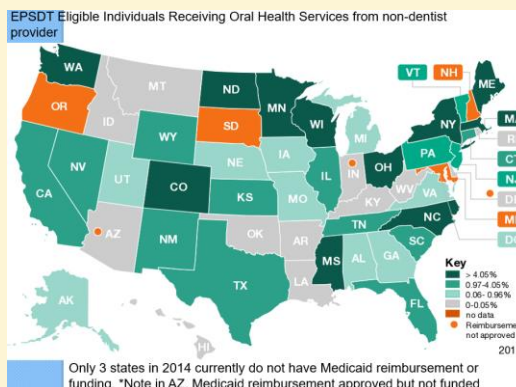 EPSDT Eligible Individuals Receiving Oral Health Services from non-dentist
provider
WA
MT
ND
MN
OR
ID
WY
SD
WI
MI
VT
NH
ME
NY
NV
UT
CO
NE
IA
IL
IN
OH
PA
CA
AZ
NM
KS
MO
KY
WV
VA
OK
AR
TN
NC
SC
TX
LA
MS
AL
GA
FL
AK
HI
Key
> 4.05%
0.97-4.05%
0.06- 0.96%
0-0.05%
no data
Reimbursement
not approved
Only 3 states in 2014 currently do not have Medicaid reimbursement or
funding. *Note in AZ, Medicaid reimbursement approved but not funded